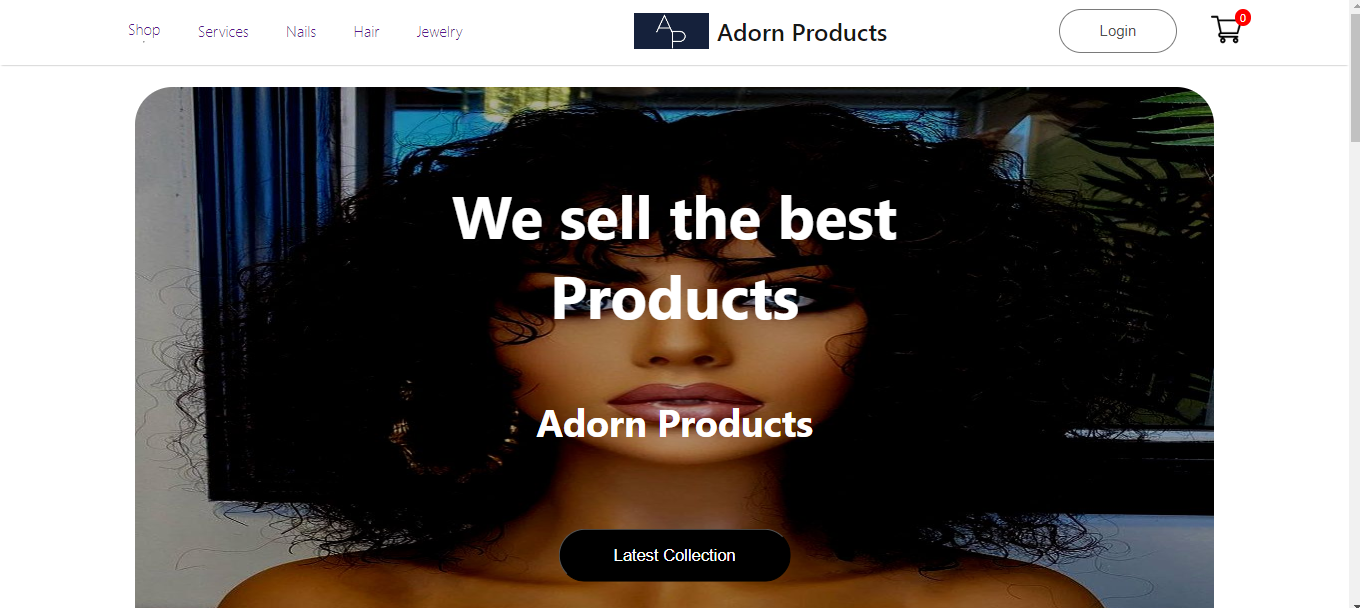 Shop Services Nails Hair Jewelry AP Adorn Products Login 0
We sell the best
Products
Adorn Products
Latest Collection